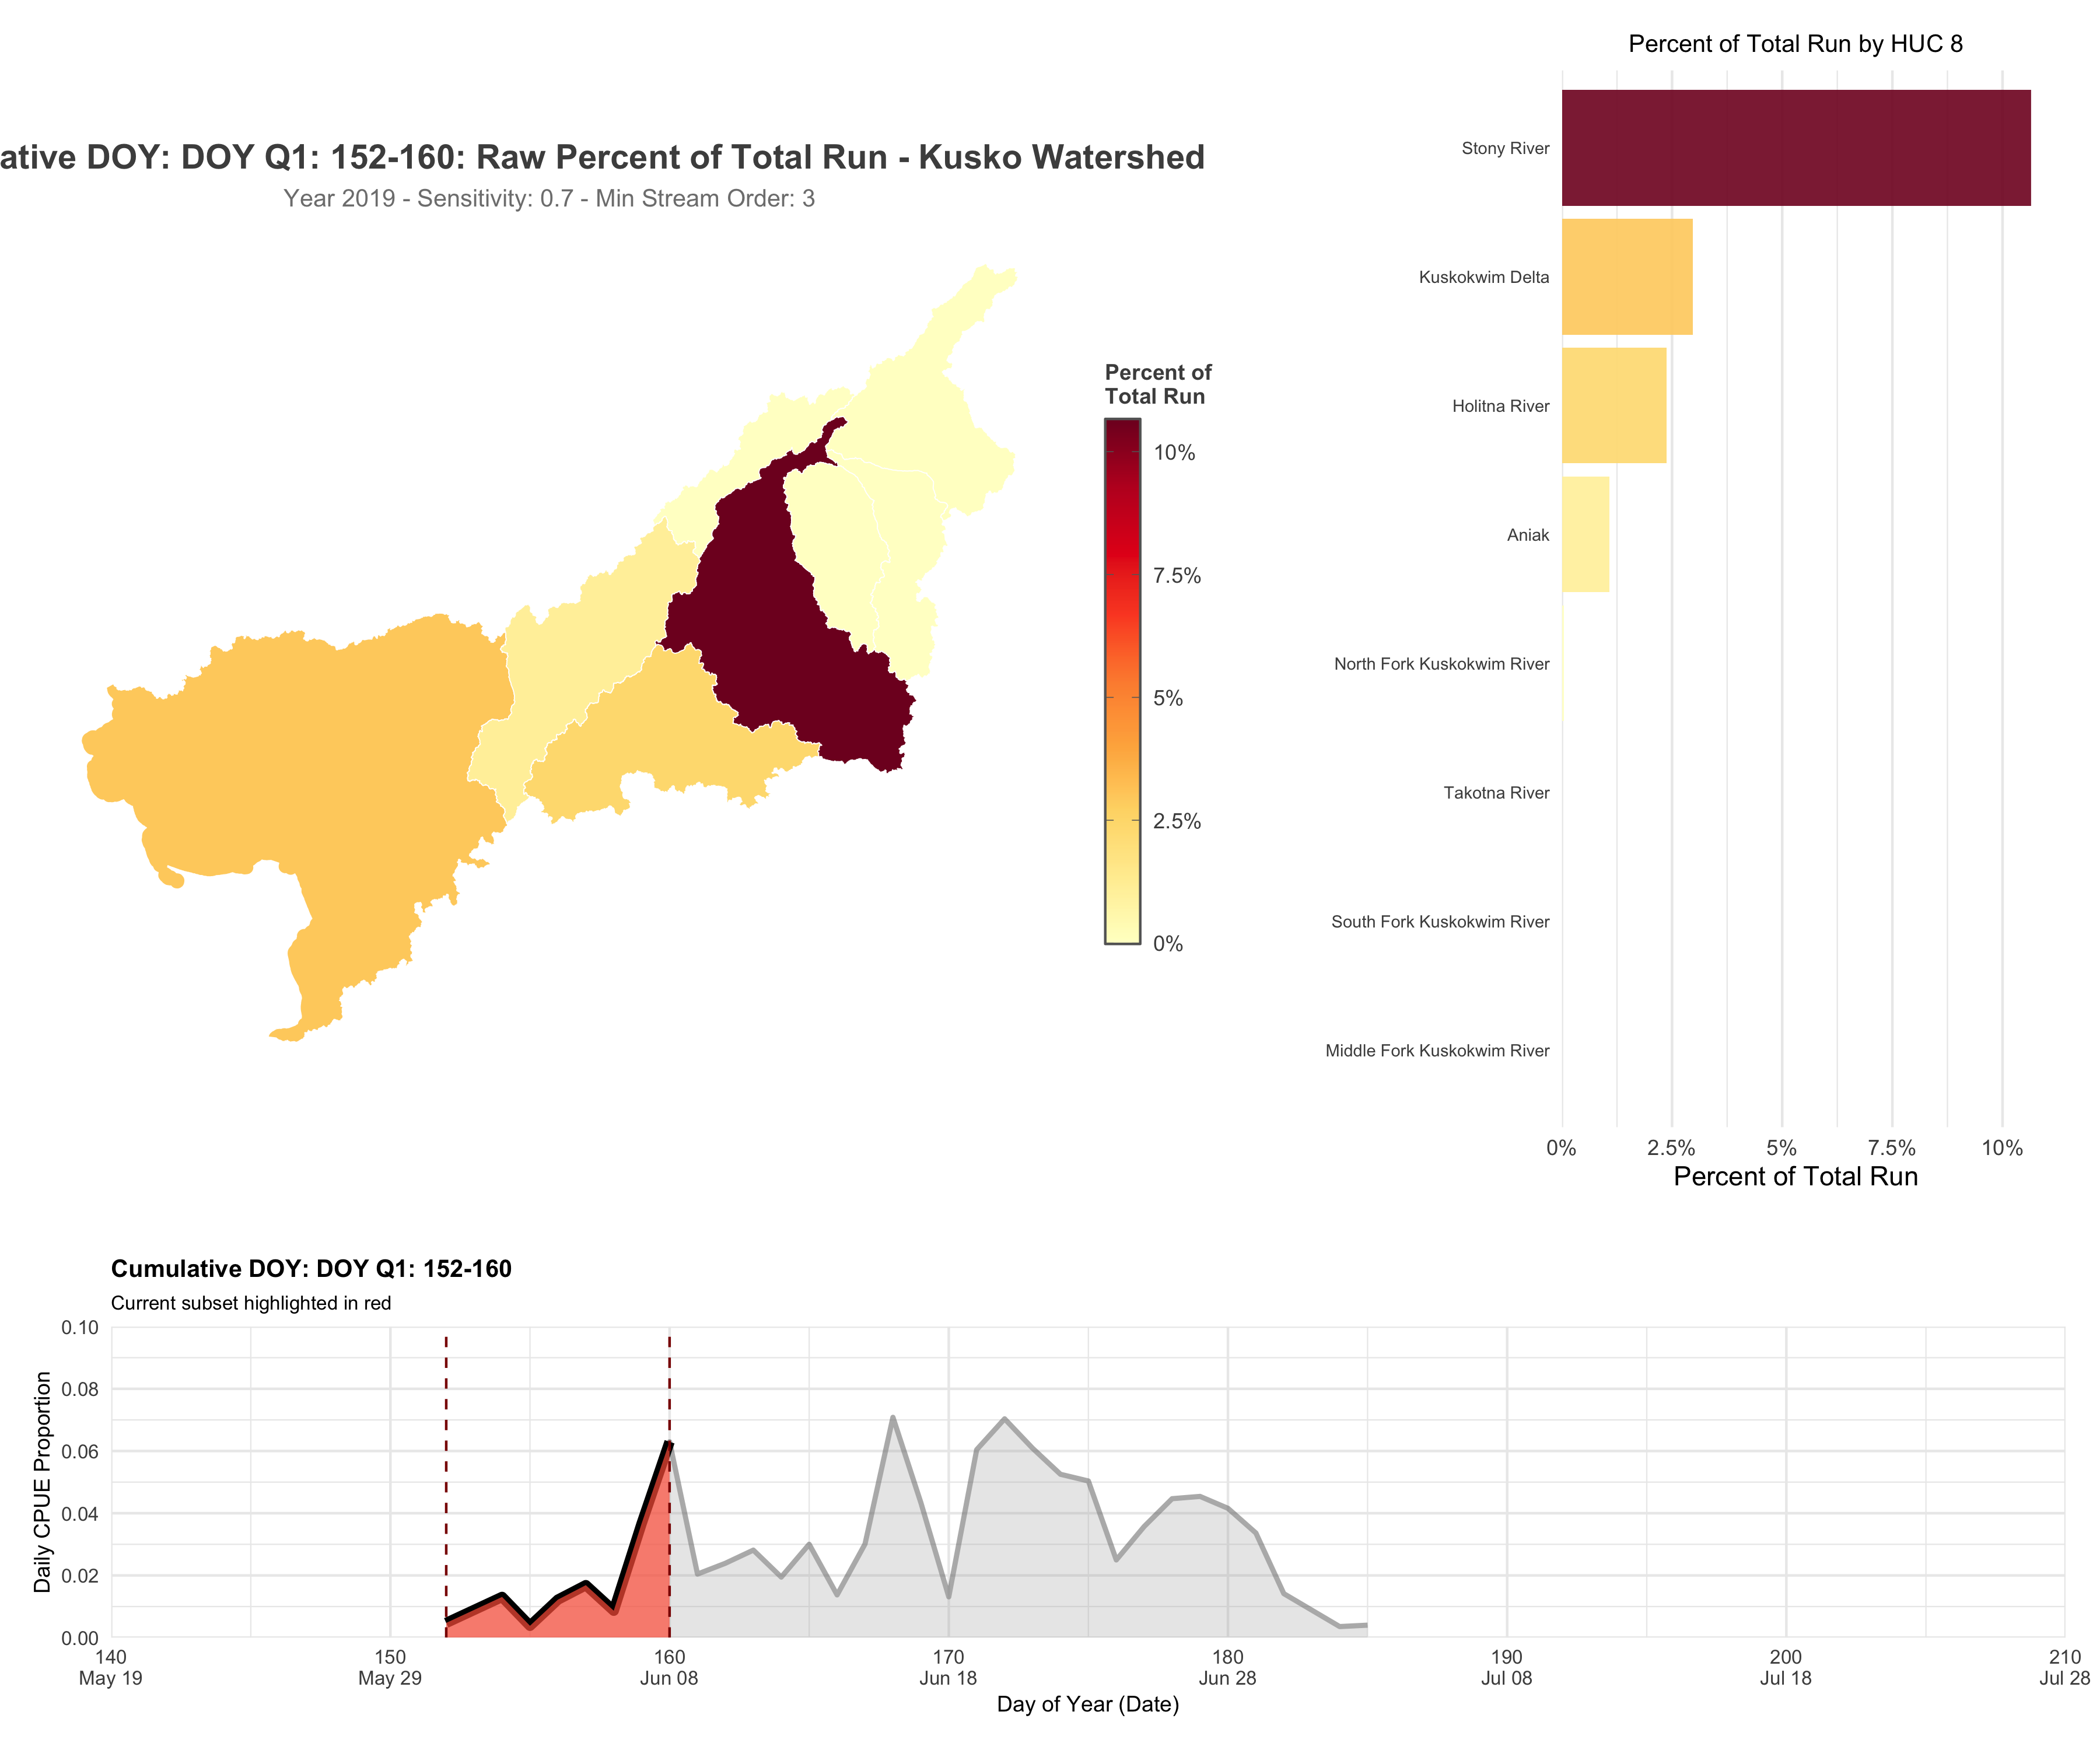 ative DOY: DOY Q1: 152-160: Raw Percent of Total Run - Kusko Watershed
Year 2019 - Sensitivity: 0.7 - Min Stream Order: 3
Percent of
Total Run
10%
7.5%
5%
2.5%
0%
Percent of Total Run by HUC 8
Stony River
Kuskokwim Delta
Holitna River
Aniak
North Fork Kuskokwim River
Takotna River
South Fork Kuskokwim River
Middle Fork Kuskokwim River
0% 2.5% 5% 7.5% 10%
Percent of Total Run
Cumulative DOY: DOY Q1: 152-160
Current subset highlighted in red
Daily CPUE Proportion
0.10
0.08
0.06
0.04
0.02
0.00
140 150 160 170 180 190 200 210
May 19 May 29 Jun 08 Jun 18 Jun 28 Jul 08 Jul 18 Jul 28
Day of Year (Date)